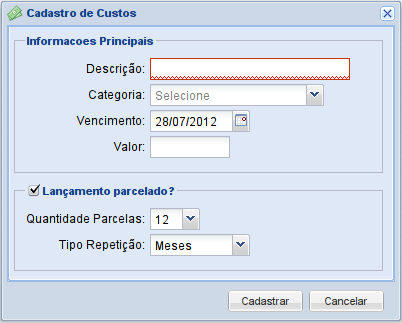 Cadastro de Custos
Informacoes Principais
Descrição:
Categoria: Selecione
Vencimento: 28/07/2012
Valor:
Lançamento parcelado?
Quantidade Parcelas: 12
Tipo Repetição: Meses
Cadastrar Cancelar